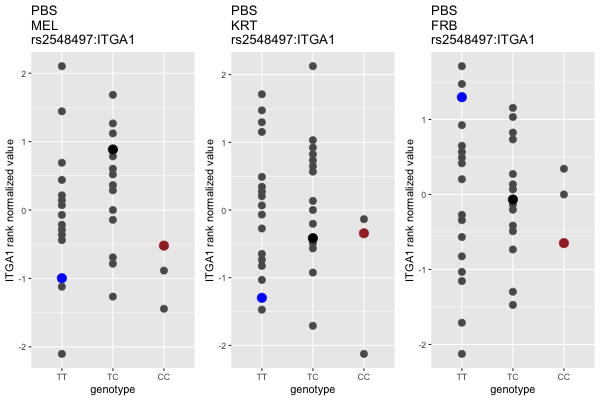 PBS
MEL
rs2548497:ITGA1
ITGA1 rank normalized value
2
1
0
-1
-2
TT
TC
CC
genotype
PBS
KRT
rs2548497:ITGA1
ITGA1 rank normalized value
2
1
0
-1
-2
TT
TC
CC
genotype
PBS
FRB
rs2548497:ITGA1
ITGA1 rank normalized value
1
0
-1
-2
TT
TC
CC
genotype